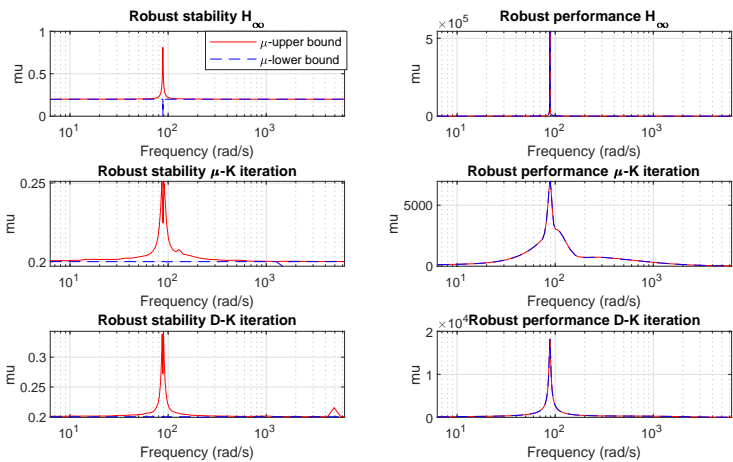 Robust stability H∞
1
0.5
0
mu
μ-upper bound
μ-lower bound
10^1
10^2
10^3
Frequency (rad/s)
Robust performance H∞
×10^5
5
0
mu
10^1
10^2
10^3
Frequency (rad/s)
Robust stability μ-K iteration
0.25
0.2
mu
10^1
10^2
10^3
Frequency (rad/s)
Robust performance μ-K iteration
5000
0
mu
10^1
10^2
10^3
Frequency (rad/s)
Robust stability D-K iteration
0.3
0.25
0.2
mu
10^1
10^2
10^3
Frequency (rad/s)
Robust performance D-K iteration
×10^4
2
1
0
mu
10^1
10^2
10^3
Frequency (rad/s)